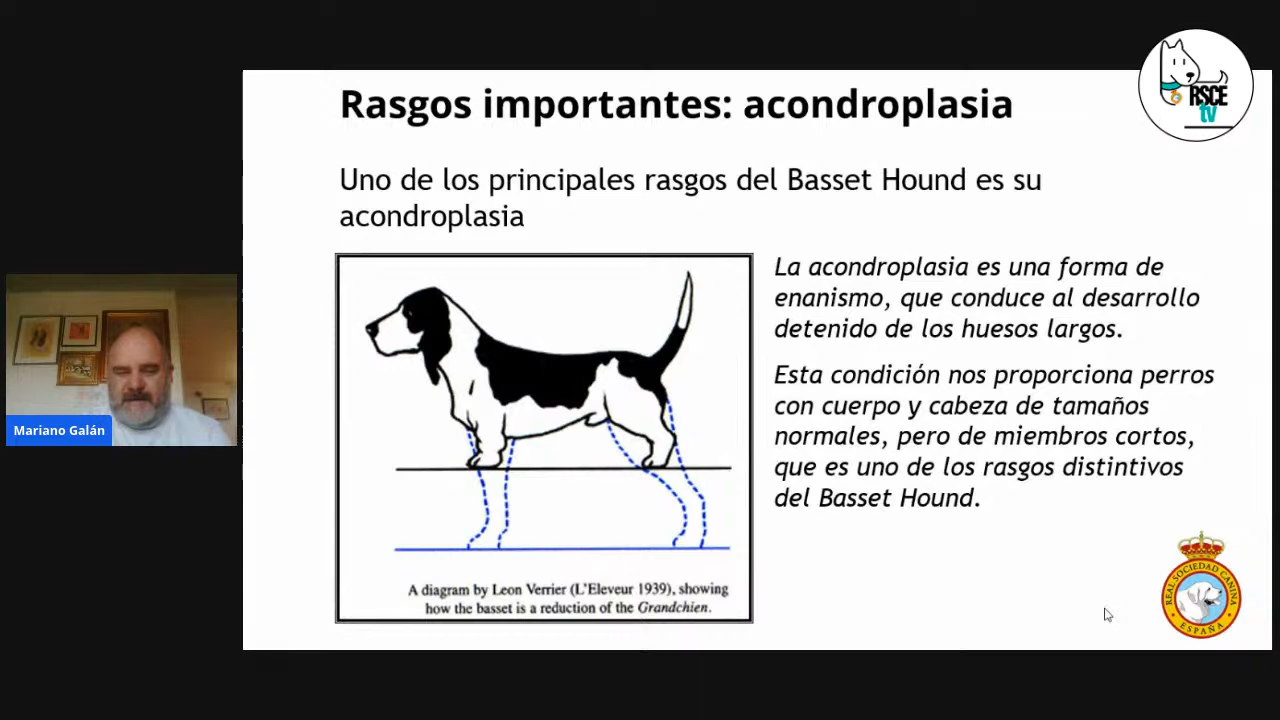 Rasgos importantes: acondroplasia
RSCE
tv
Uno de los principales rasgos del Basset Hound es su
acondroplasia
La acondroplasia es una forma de
enanismo, que conduce al desarrollo
detenido de los huesos largos.
Esta condición nos proporciona perros
con cuerpo y cabeza de tamaños
normales, pero de miembros cortos,
que es uno de los rasgos distintivos
del Basset Hound.
A diagram by Leon Verrier (L'Eleveur 1939), showing
how the basset is a reduction of the Grandchien.
Mariano Galán
REAL SOCIEDAD CANINA
ESPAÑA